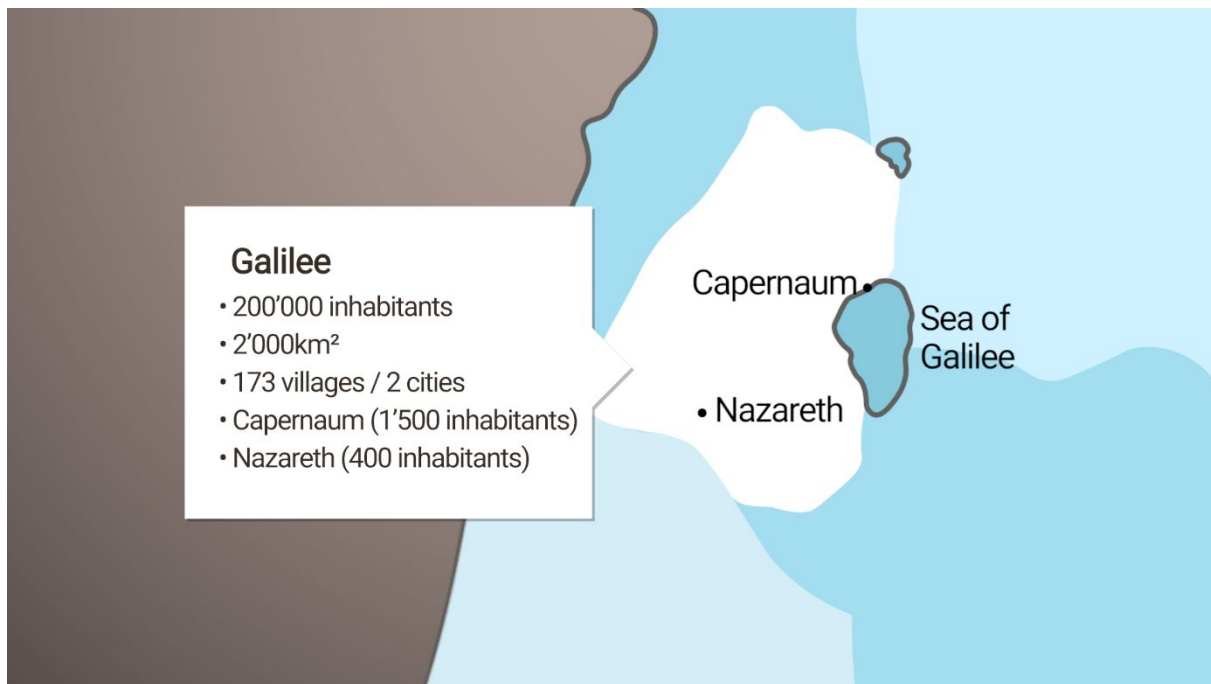 Galilee
• 200’000 inhabitants
• 2’000km²
• 173 villages / 2 cities
• Capernaum (1’500 inhabitants)
• Nazareth (400 inhabitants)
Capernaum
Sea of
Galilee
Nazareth